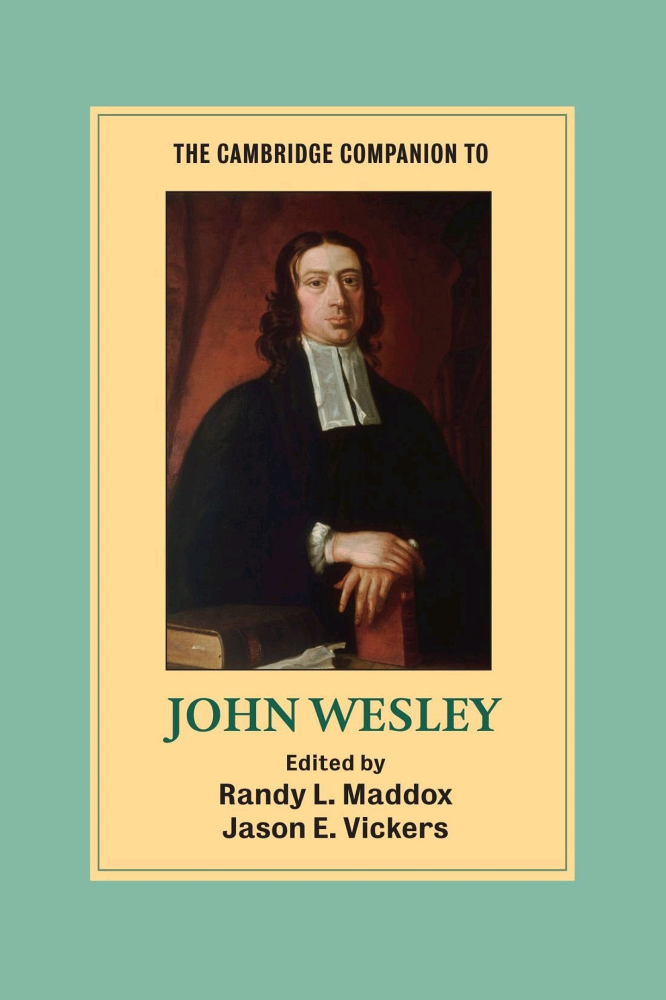 THE CAMBRIDGE COMPANION TO
JOHN WESLEY
Edited by
Randy L. Maddox
Jason E. Vickers